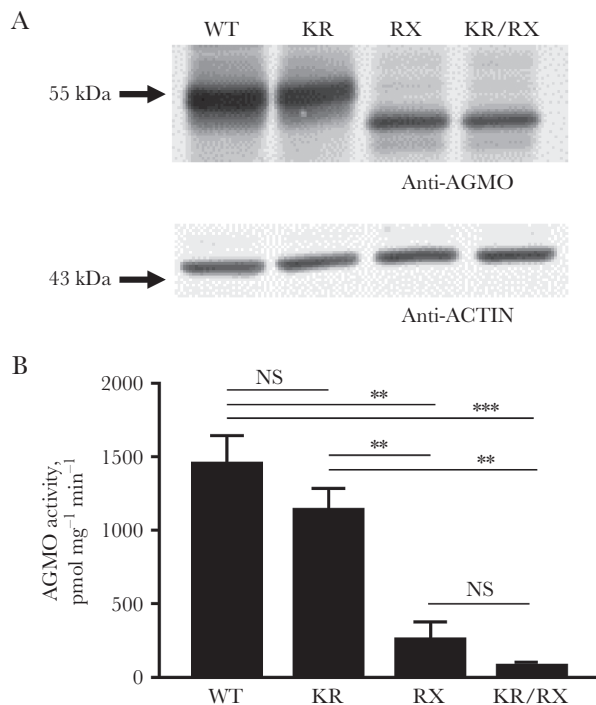 A
WT KR RX KR/RX
55 kDa
Anti-AGMO
43 kDa
Anti-ACTIN
B
AGMO activity,
pmol mg⁻¹ min⁻¹
2000
1500
1000
500
0
NS
**
***
**
**
NS
WT KR RX KR/RX